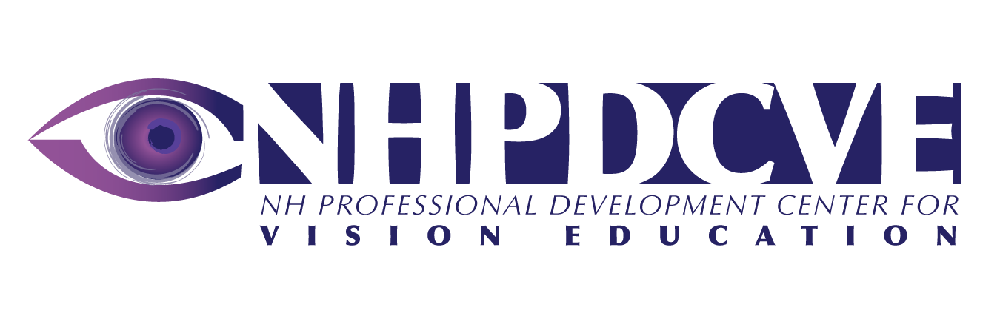 NHPDCVE
NH PROFESSIONAL DEVELOPMENT CENTER FOR
VISION EDUCATION